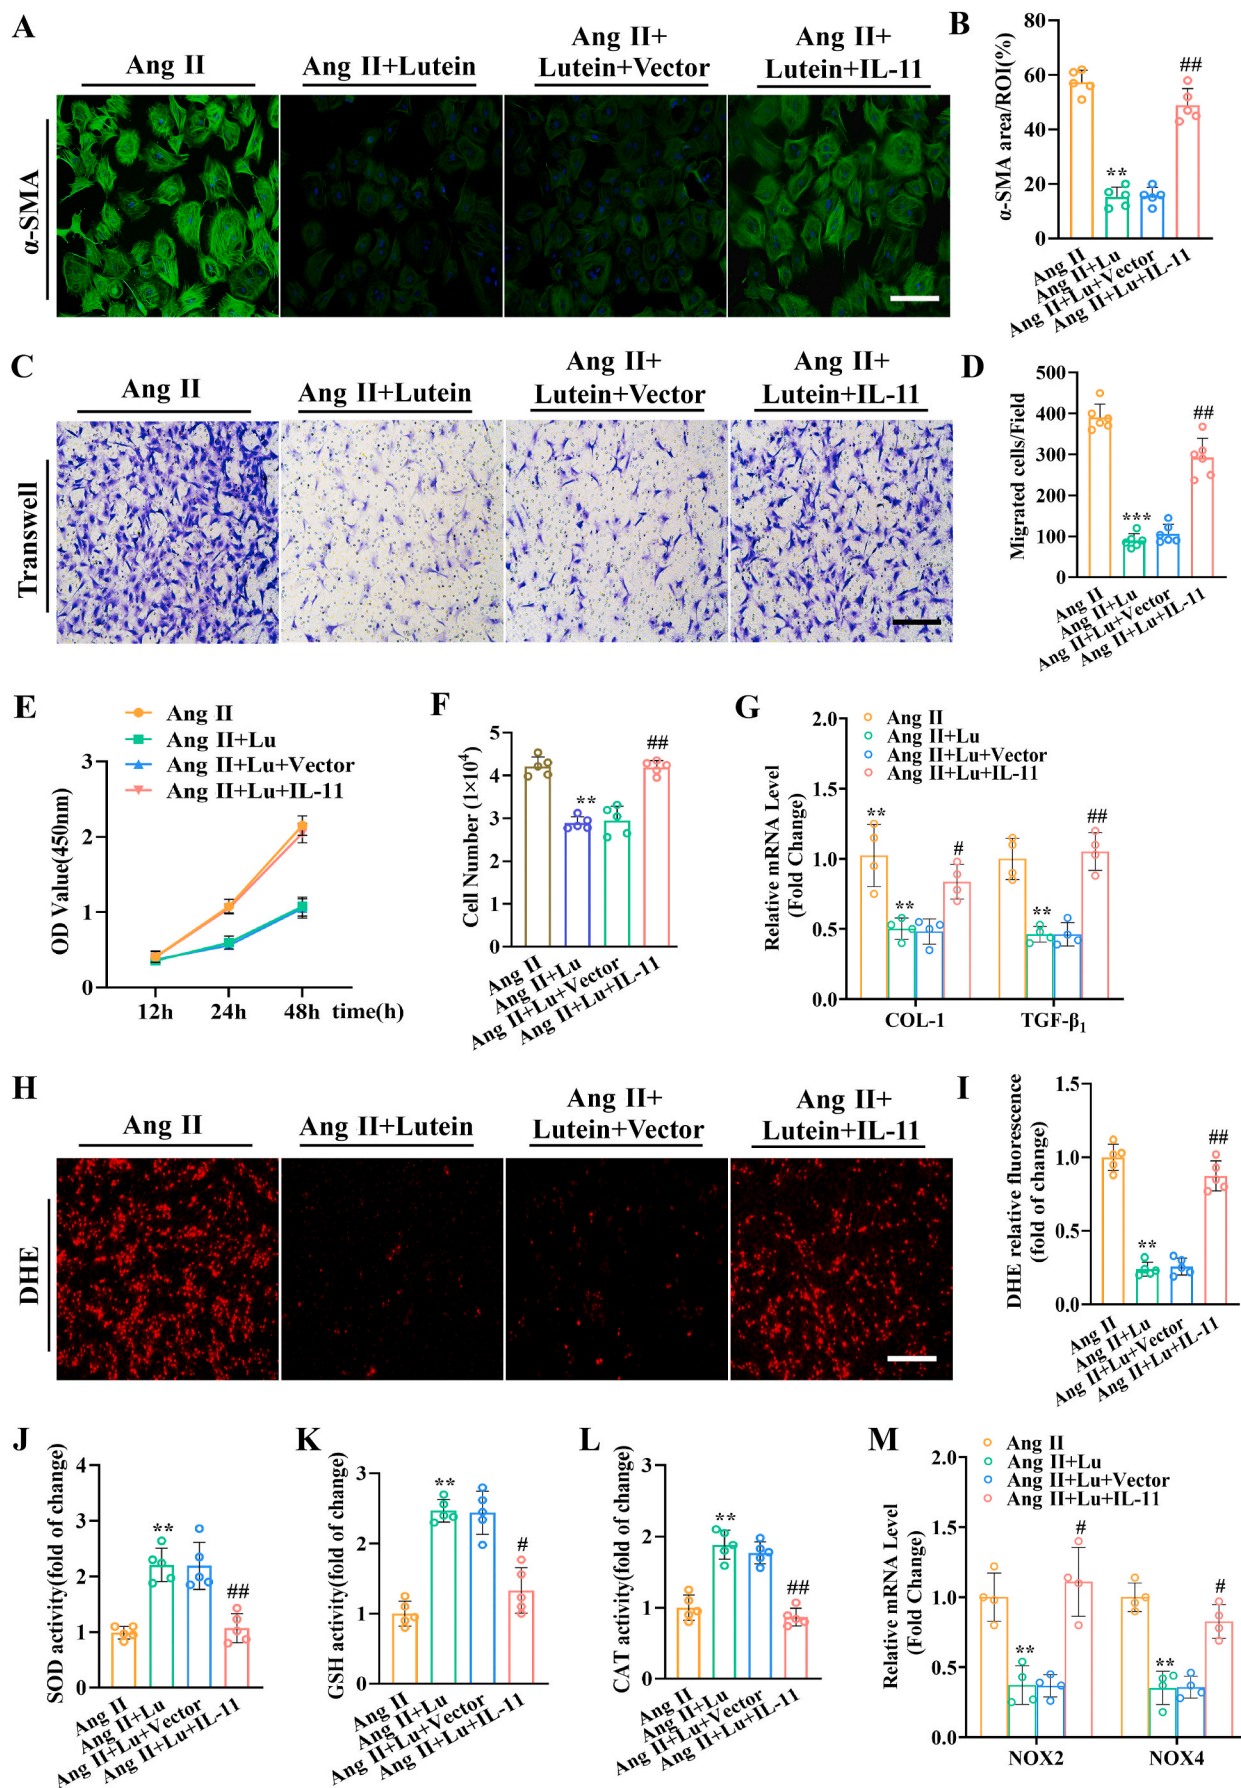 A
Ang II
Ang II+Lutein
Ang II+
Lutein+Vector
Ang II+
Lutein+IL-11
α-SMA
B
α-SMA area/ROI(%)
80
60
40
20
0
**
##
Ang II
Ang II+Lu
Ang II+Lu+Vector
Ang II+Lu+IL-11
C
Ang II
Ang II+Lutein
Ang II+
Lutein+Vector
Ang II+
Lutein+IL-11
Transwell
D
Migrated cells/Field
500
400
300
200
100
0
***
##
Ang II
Ang II+Lu
Ang II+Lu+Vector
Ang II+Lu+IL-11
E
Ang II
Ang II+Lu
Ang II+Lu+Vector
Ang II+Lu+IL-11
OD Value(450nm)
3
2
1
0
12h 24h 48h time(h)
F
Cell Number (1×10⁴)
5
4
3
2
1
0
**
##
Ang II
Ang II+Lu
Ang II+Lu+Vector
Ang II+Lu+IL-11
G
Ang II
Ang II+Lu
Ang II+Lu+Vector
Ang II+Lu+IL-11
Relative mRNA Level
(Fold Change)
2.0
1.5
1.0
0.5
0.0
** ** # ** ##
COL-1 TGF-β₁
H
Ang II
Ang II+Lutein
Ang II+
Lutein+Vector
Ang II+
Lutein+IL-11
DHE
I
DHE relative fluorescence
(fold of change)
1.5
1.0
0.5
0.0
**
##
Ang II
Ang II+Lu
Ang II+Lu+Vector
Ang II+Lu+IL-11
J
SOD activity(fold of change)
4
3
2
1
0
**
##
Ang II
Ang II+Lu
Ang II+Lu+Vector
Ang II+Lu+IL-11
K
GSH activity(fold of change)
3
2
1
0
**
#
Ang II
Ang II+Lu
Ang II+Lu+Vector
Ang II+Lu+IL-11
L
CAT activity(fold of change)
3
2
1
0
**
##
Ang II
Ang II+Lu
Ang II+Lu+Vector
Ang II+Lu+IL-11
M
Ang II
Ang II+Lu
Ang II+Lu+Vector
Ang II+Lu+IL-11
Relative mRNA Level
(Fold Change)
2.0
1.5
1.0
0.5
0.0
** # ** #
NOX2 NOX4